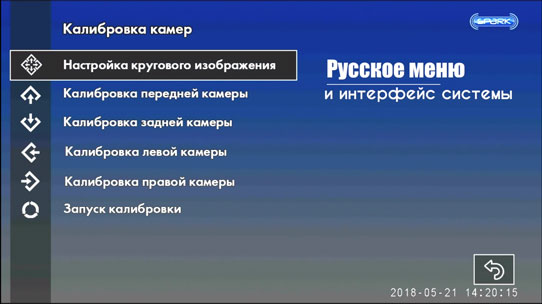 Калибровка камер
SPARK
Настройка кругового изображения
Русское меню
и интерфейс системы
Калибровка передней камеры
Калибровка задней камеры
Калибровка левой камеры
Калибровка правой камеры
Запуск калибровки
2018-05-21 14:20:15